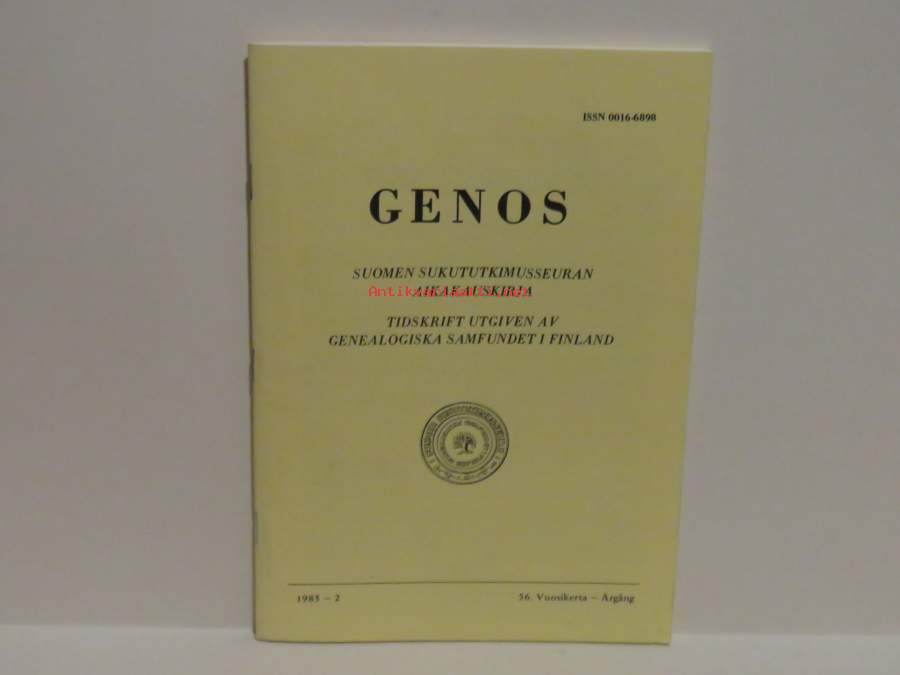 ISSN 0016-6898
GENOS
SUOMEN SUKUTUTKIMUSSEURAN
AIKAKAUSKIRJA
TIDSKRIFT UTGIVEN AV
GENEALOGISKA SAMFUNDET I FINLAND
1985 – 2
56. Vuosikerta – Årgång